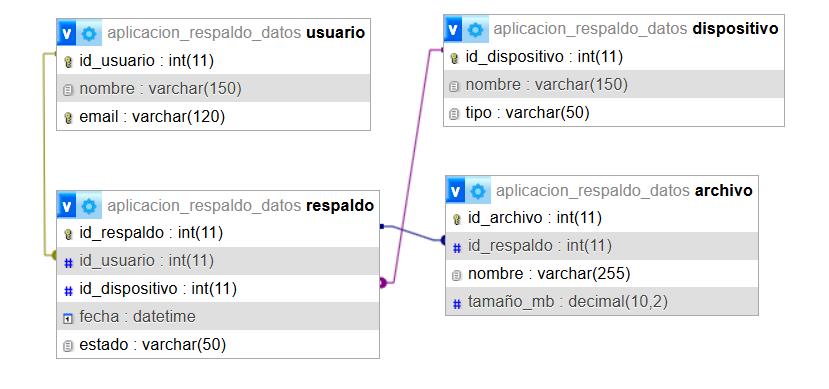 v aplicacion_respaldo_datos usuario
id_usuario : int(11)
nombre : varchar(150)
email : varchar(120)
v aplicacion_respaldo_datos dispositivo
id_dispositivo : int(11)
nombre : varchar(150)
tipo : varchar(50)
v aplicacion_respaldo_datos respaldo
id_respaldo : int(11)
# id_usuario : int(11)
# id_dispositivo : int(11)
fecha : datetime
estado : varchar(50)
v aplicacion_respaldo_datos archivo
id_archivo : int(11)
# id_respaldo : int(11)
nombre : varchar(255)
# tamaño_mb : decimal(10,2)